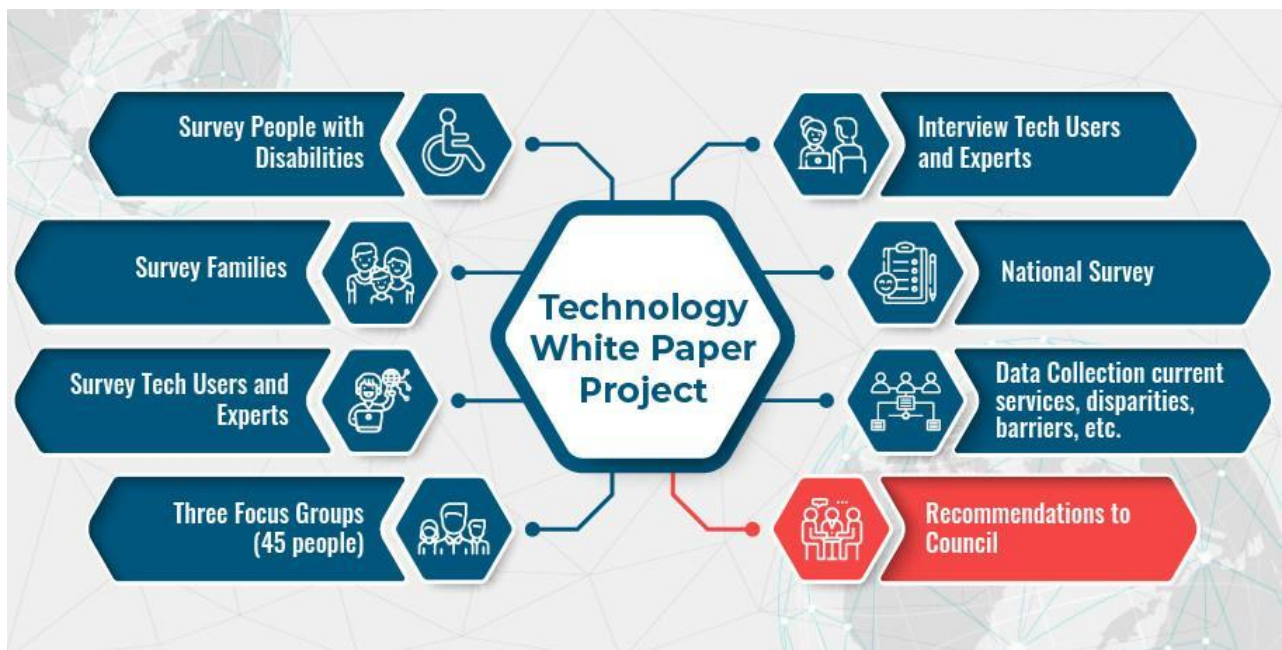 Survey People with
Disabilities
Survey Families
Survey Tech Users and
Experts
Three Focus Groups
(45 people)
Technology
White Paper
Project
Interview Tech Users
and Experts
National Survey
Data Collection current
services, disparities,
barriers, etc.
Recommendations to
Council